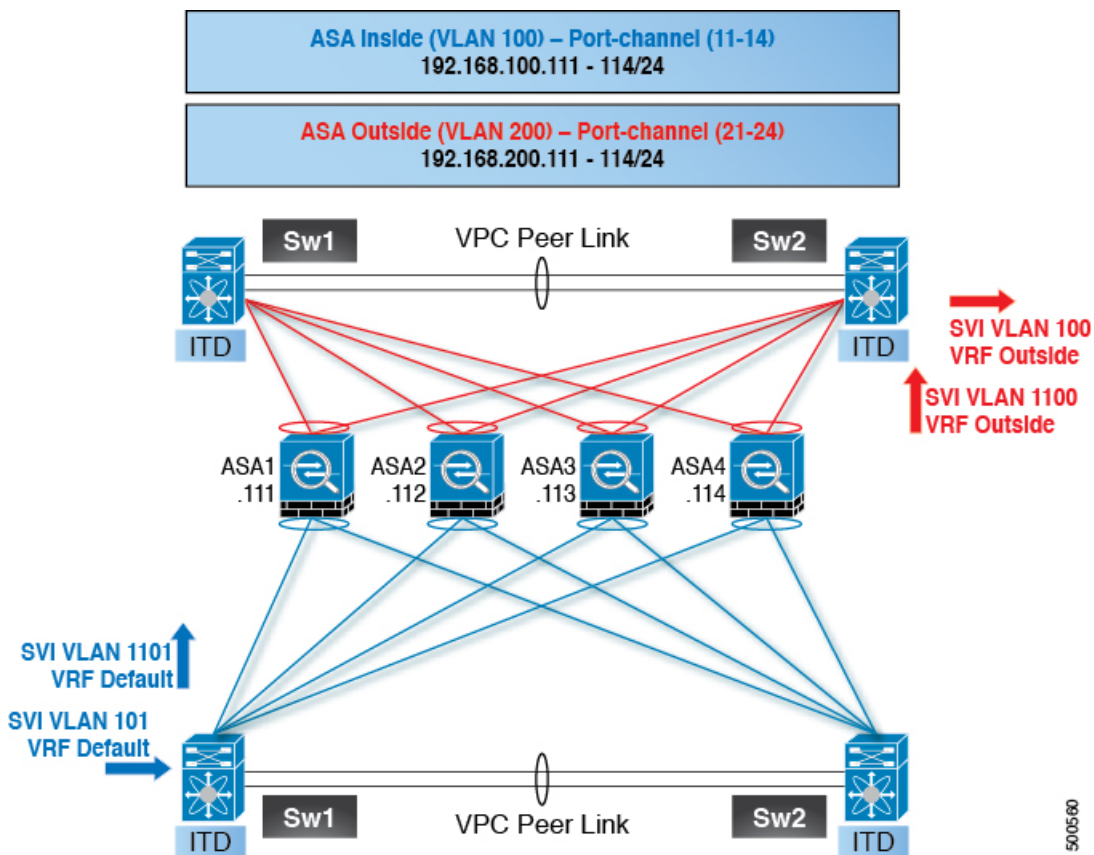 ASA Inside (VLAN 100) – Port-channel (11-14)
192.168.100.111 - 114/24
ASA Outside (VLAN 200) – Port-channel (21-24)
192.168.200.111 - 114/24
Sw1
VPC Peer Link
Sw2
ITD
ITD
SVI VLAN 100
VRF Outside
SVI VLAN 1100
VRF Outside
ASA1
.111
ASA2
.112
ASA3
.113
ASA4
.114
SVI VLAN 1101
VRF Default
SVI VLAN 101
VRF Default
Sw1
VPC Peer Link
Sw2
ITD
ITD
500560